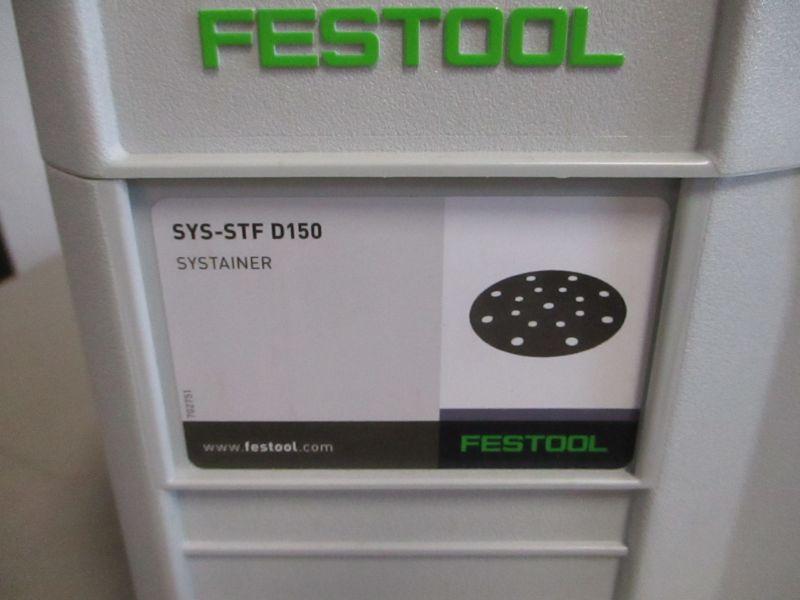 FESTOOL
SYS-STF D150
SYSTAINER
702751
www.festool.com
FESTOOL